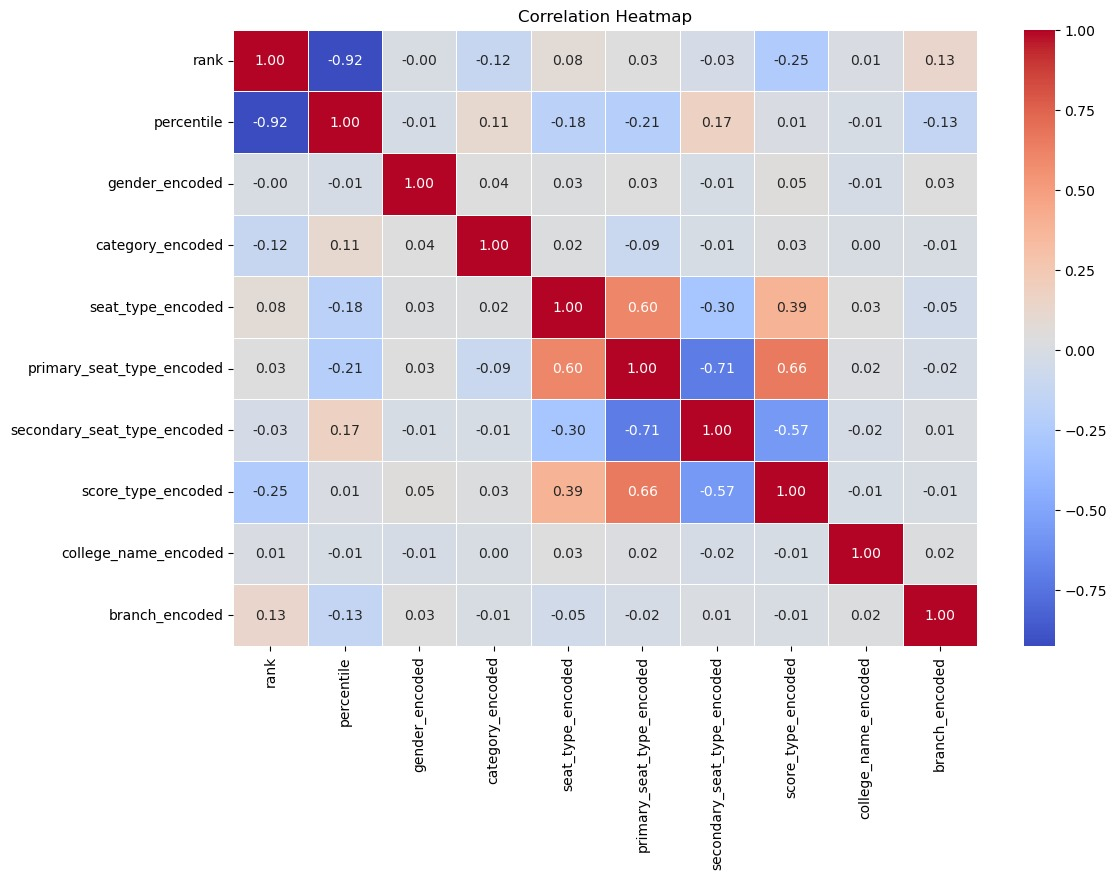 Correlation Heatmap
rank 1.00 -0.92 -0.00 -0.12 0.08 0.03 -0.03 -0.25 0.01 0.13
percentile -0.92 1.00 -0.01 0.11 -0.18 -0.21 0.17 0.01 -0.01 -0.13
gender_encoded -0.00 -0.01 1.00 0.04 0.03 0.03 -0.01 0.05 -0.01 0.03
category_encoded -0.12 0.11 0.04 1.00 0.02 -0.09 -0.01 0.03 0.00 -0.01
seat_type_encoded 0.08 -0.18 0.03 0.02 1.00 0.60 -0.30 0.39 0.03 -0.05
primary_seat_type_encoded 0.03 -0.21 0.03 -0.09 0.60 1.00 -0.71 0.66 0.02 -0.02
secondary_seat_type_encoded -0.03 0.17 -0.01 -0.01 -0.30 -0.71 1.00 -0.57 -0.02 0.01
score_type_encoded -0.25 0.01 0.05 0.03 0.39 0.66 -0.57 1.00 -0.01 -0.01
college_name_encoded 0.01 -0.01 -0.01 0.00 0.03 0.02 -0.02 -0.01 1.00 0.02
branch_encoded 0.13 -0.13 0.03 -0.01 -0.05 -0.02 0.01 -0.01 0.02 1.00
rank
percentile
gender_encoded
category_encoded
seat_type_encoded
primary_seat_type_encoded
secondary_seat_type_encoded
score_type_encoded
college_name_encoded
branch_encoded
1.00
0.75
0.50
0.25
0.00
−0.25
−0.50
−0.75